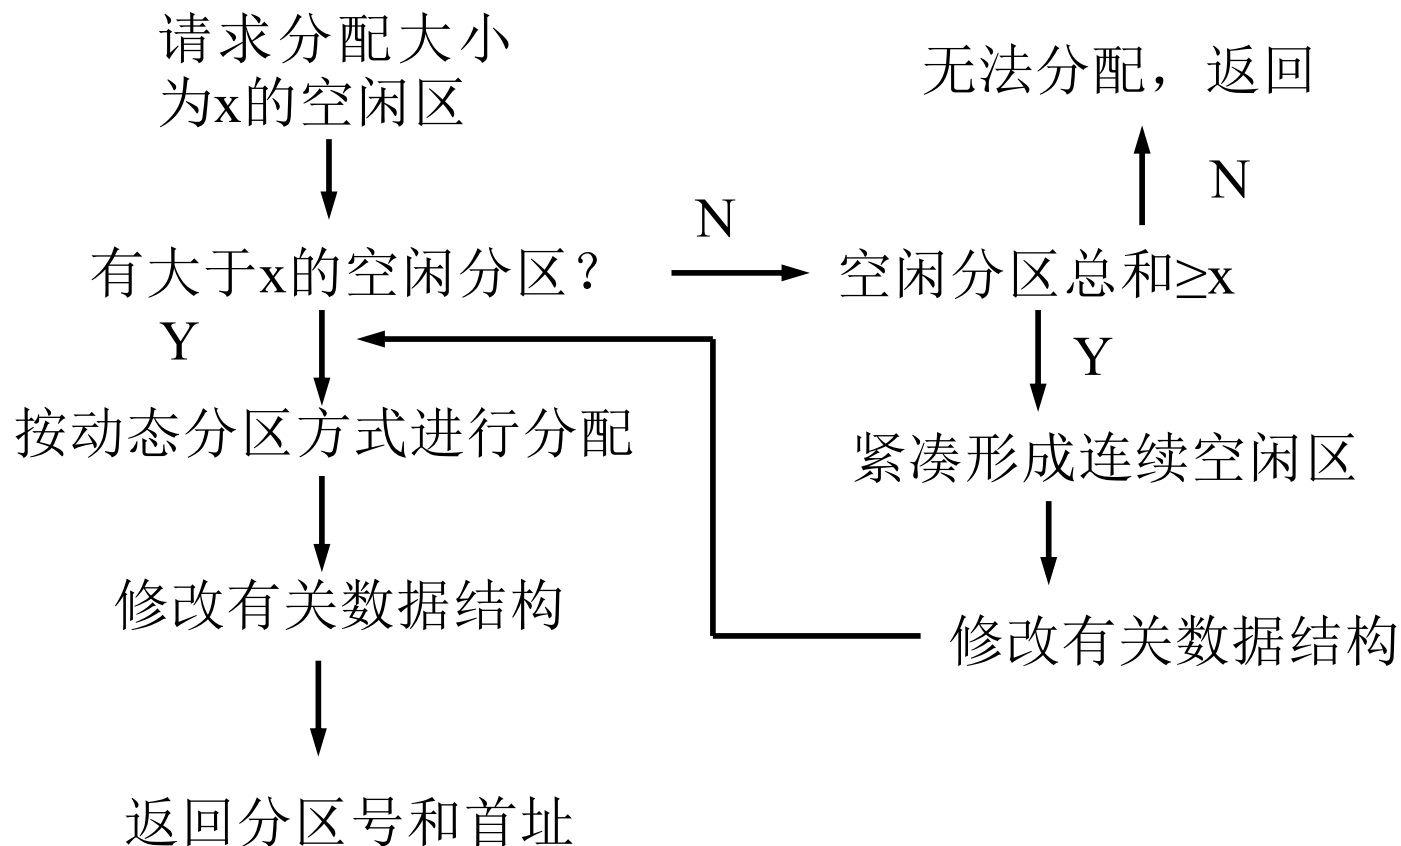 请求分配大小
为x的空闲区
无法分配，返回
N
N
有大于x的空闲分区？
空闲分区总和≥x
Y
Y
按动态分区方式进行分配
紧凑形成连续空闲区
修改有关数据结构
修改有关数据结构
返回分区号和首址